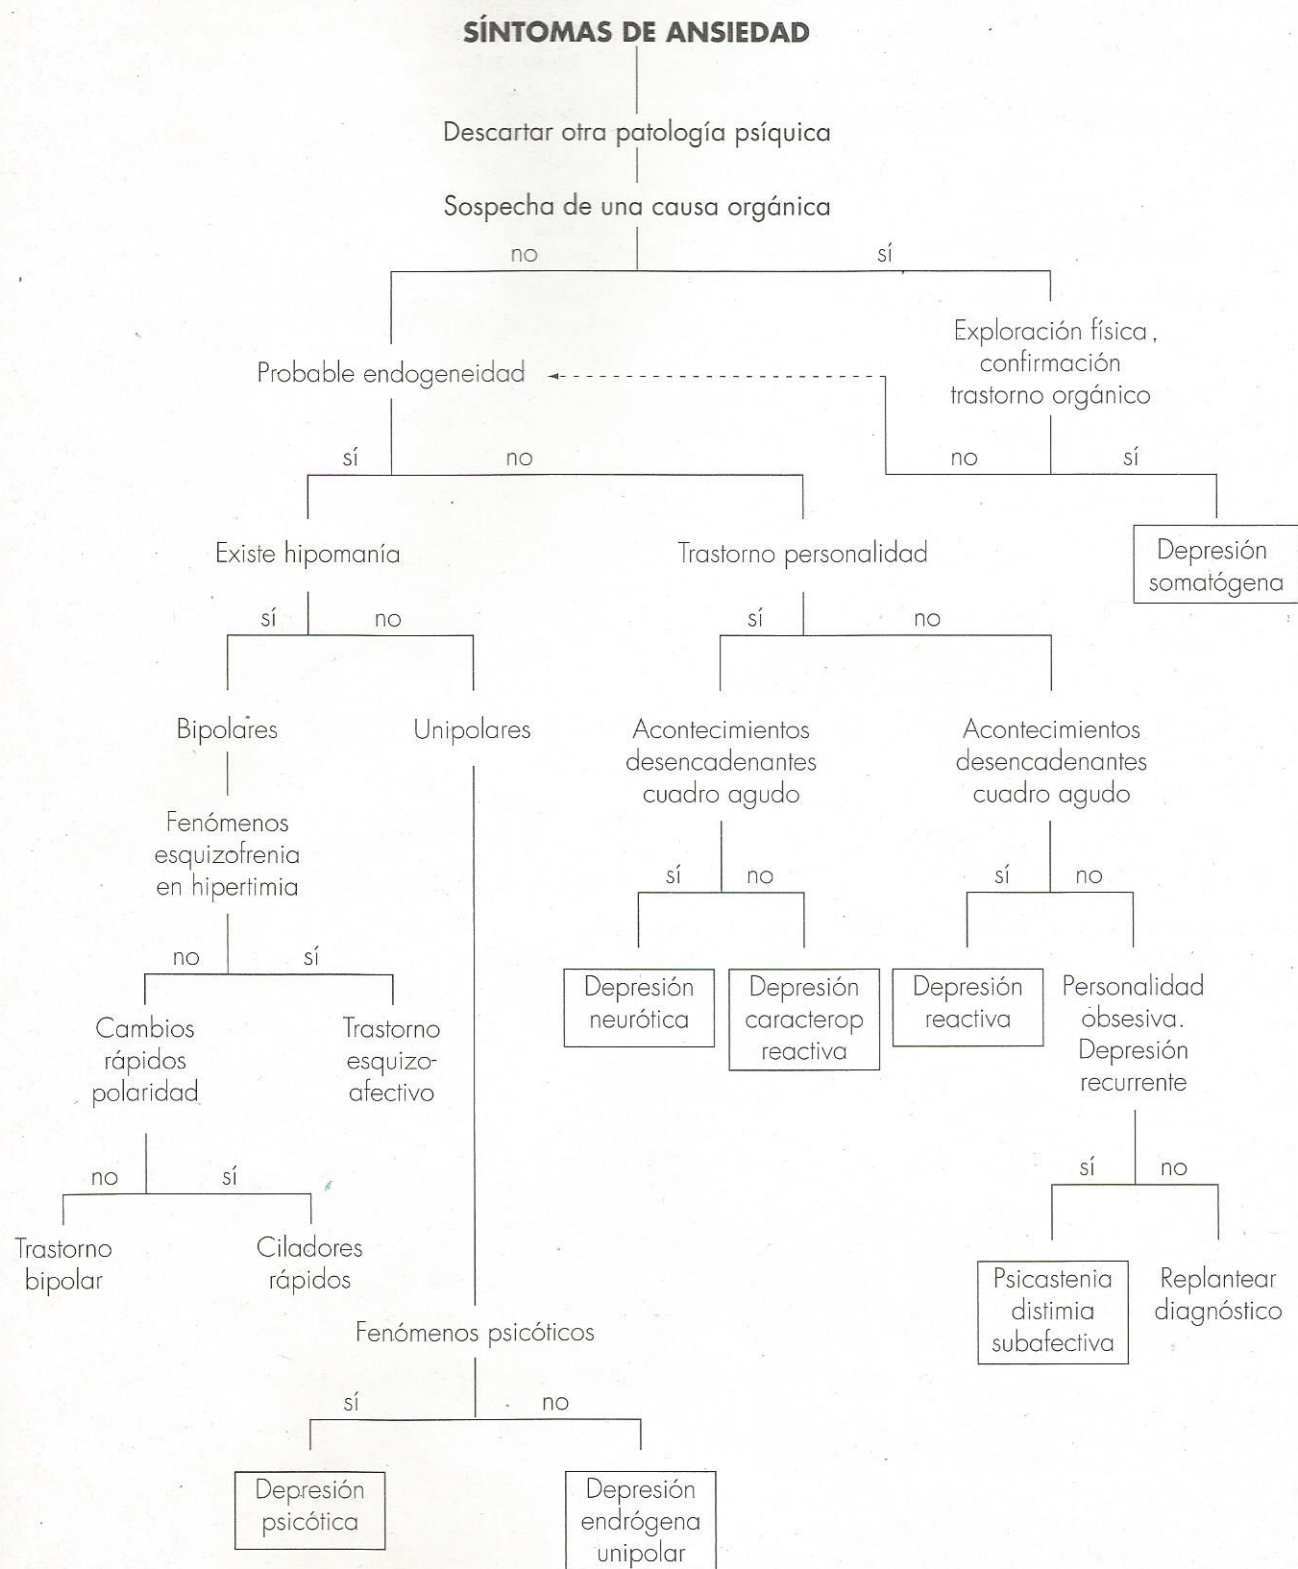 SÍNTOMAS DE ANSIEDAD
Descartar otra patología psíquica
Sospecha de una causa orgánica
no
sí
Exploración física,
confirmación
trastorno orgánico
Probable endogeneidad
sí
no
no
sí
Existe hipomanía
Trastorno personalidad
Depresión
somatógena
sí
no
sí
no
Bipolares
Unipolares
Acontecimientos
desencadenantes
cuadro agudo
Acontecimientos
desencadenantes
cuadro agudo
Fenómenos
esquizofrenia
en hipertimia
sí
no
sí
no
no
sí
Depresión
neurótica
Depresión
caracterop
reactiva
Depresión
reactiva
Personalidad
obsesiva.
Depresión
recurrente
Cambios
rápidos
polaridad
Trastorno
esquizo-
afectivo
no
sí
sí
no
Trastorno
bipolar
Ciladores
rápidos
Psicastenia
distimia
subafectiva
Replantear
diagnóstico
Fenómenos psicóticos
sí
no
Depresión
psicótica
Depresión
endrógena
unipolar